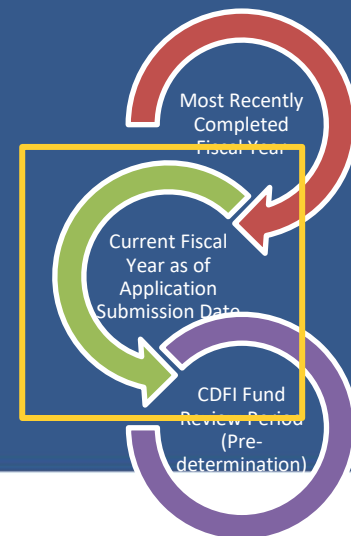 Most Recently
Completed
Fiscal Year
Current Fiscal
Year as of
Application
Submission Date
CDFI Fund
Review Period
(Pre-
determination)